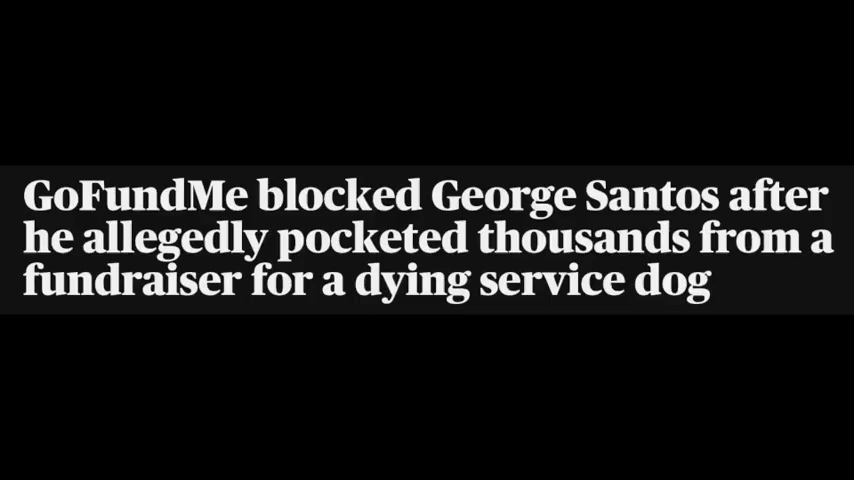 GoFundMe blocked George Santos after
he allegedly pocketed thousands from a
fundraiser for a dying service dog